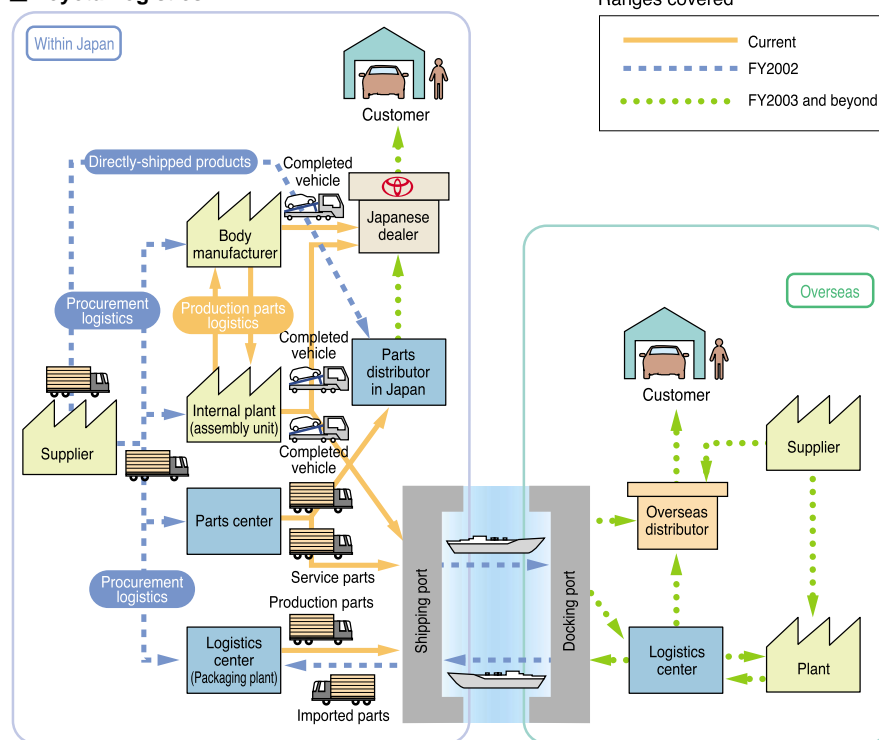 Ranges covered
Within Japan
Current
FY2002
FY2003 and beyond
Customer
Directly-shipped products
Completed
vehicle
Japanese
dealer
Body
manufacturer
Overseas
Procurement
logistics
Production parts
logistics
Completed
vehicle
Parts
distributor
in Japan
Customer
Internal plant
(assembly unit)
Supplier
Completed
vehicle
Supplier
Parts center
Overseas
distributor
Service parts
Procurement
logistics
Production parts
Shipping port
Docking port
Logistics
center
(Packaging plant)
Logistics
center
Plant
Imported parts